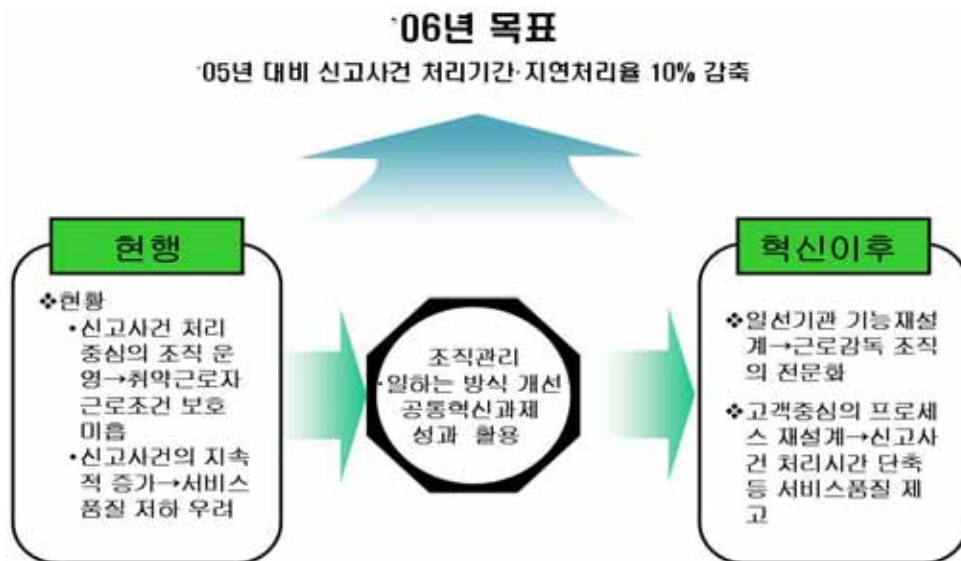 '06년 목표
'05년 대비 신고사건 처리기간·지연처리율 10% 감축
현행
❖현황
•신고사건 처리
중심의 조직 운
영→취약근로자
근로조건 보호
미흡
•신고사건의 지속
적 증가→서비스
품질 저하 우려
조직관리
·일하는 방식 개선
공통혁신과제
성과 활용
혁신이후
❖일선기관 기능재설
계→근로감독 조직
의 전문화
❖고객중심의 프로세
스 재설계→신고사
건 처리시간 단축
등 서비스품질 제
고